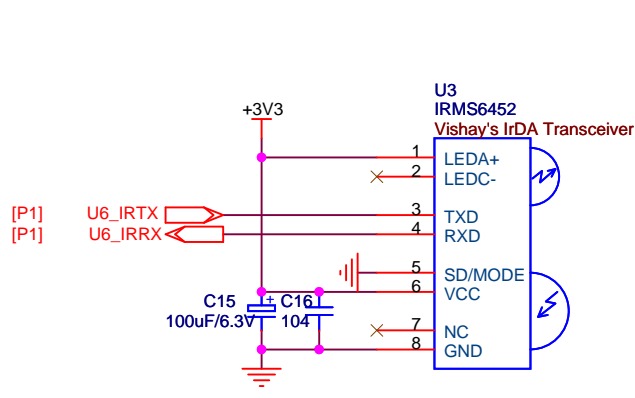 U3
IRMS6452
+3V3
Vishay's IrDA Transceiver
1 LEDA+
2 LEDC-
[P1] U6_IRTX 3 TXD
[P1] U6_IRRX 4 RXD
5 SD/MODE
6 VCC
C15 + C16
100uF/6.3V 104
7 NC
8 GND